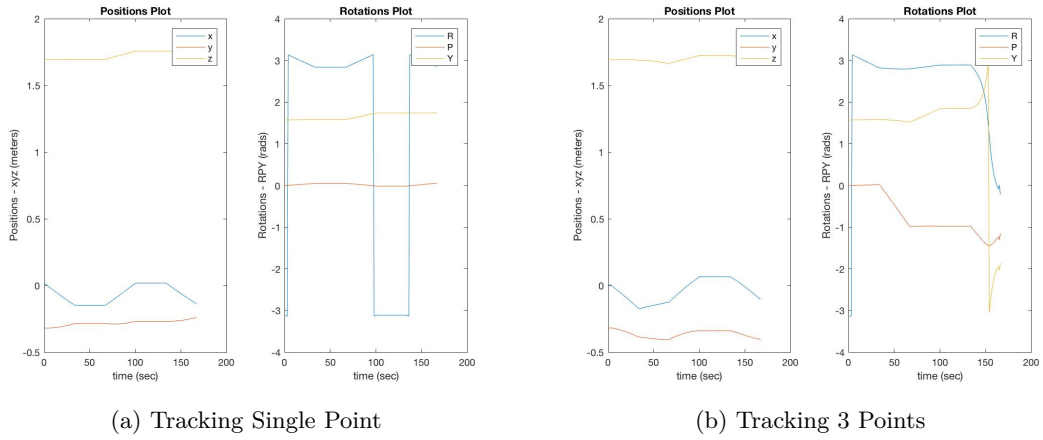 Positions Plot
Positions - xyz (meters)
2
1.5
1
0.5
0
-0.5
0
50
100
150
200
time (sec)
x
y
z
Rotations Plot
Rotations - RPY (rads)
4
3
2
1
0
-1
-2
-3
-4
0
50
100
150
200
time (sec)
R
P
Y
(a) Tracking Single Point
Positions Plot
Positions - xyz (meters)
2
1.5
1
0.5
0
-0.5
0
50
100
150
200
time (sec)
x
y
z
Rotations Plot
Rotations - RPY (rads)
4
3
2
1
0
-1
-2
-3
-4
0
50
100
150
200
time (sec)
R
P
Y
(b) Tracking 3 Points